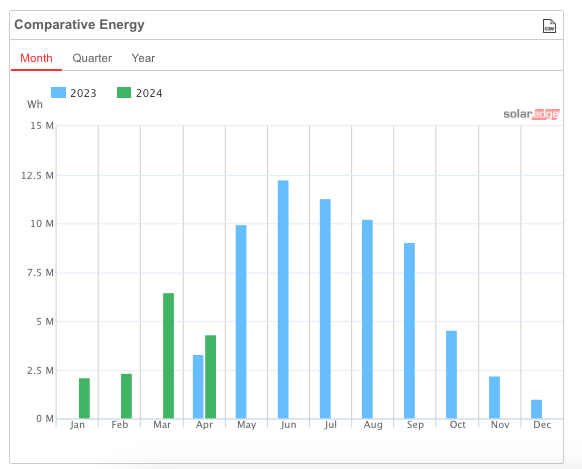 Comparative Energy
CSV
Month Quarter Year
2023 2024
Wh
solaredge
15 M
12.5 M
10 M
7.5 M
5 M
2.5 M
0 M
Jan Feb Mar Apr May Jun Jul Aug Sep Oct Nov Dec